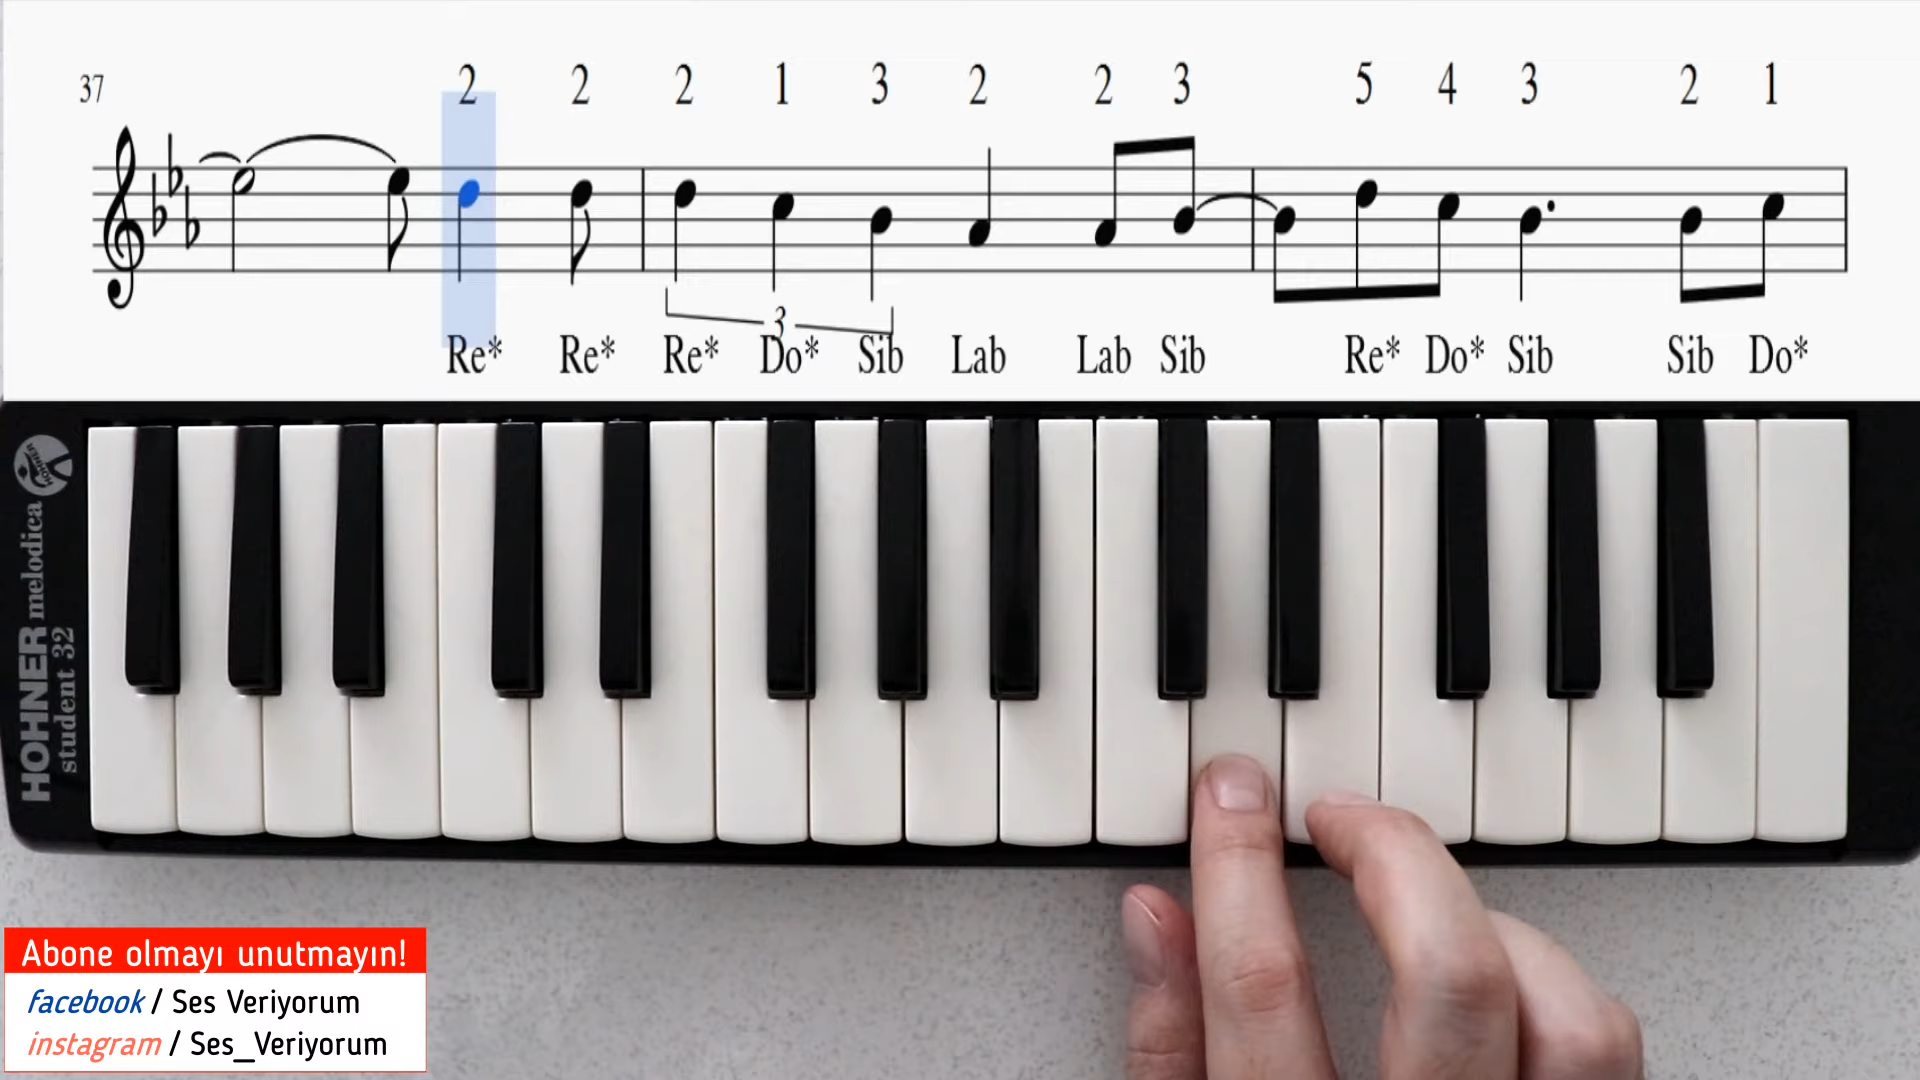 37
2 2 2 1 3 2 2 3 5 4 3 2 1
3
Re* Re* Re* Do* Sib Lab Lab Sib Re* Do* Sib Sib Do*
HOHNER
HOHNER melodica
student 32
Abone olmayı unutmayın!
facebook / Ses Veriyorum
instagram / Ses_Veriyorum